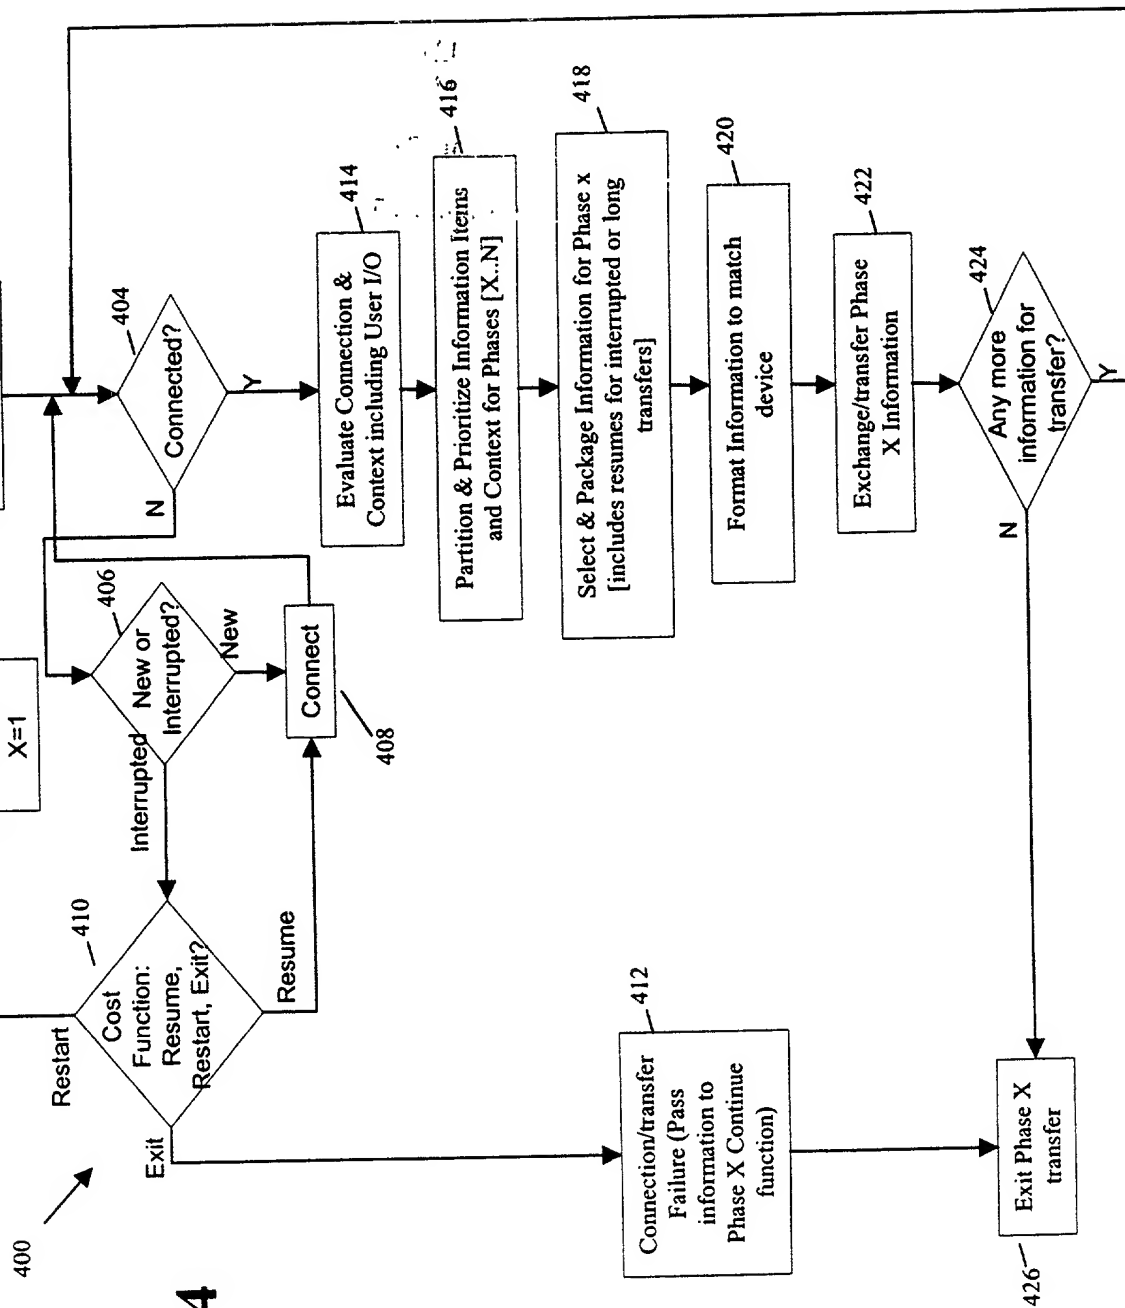 400
4
X=1
404
Connected?
N
Y
406
New or
Interrupted?
New
Interrupted
408
Connect
410
Cost
Function:
Resume,
Restart, Exit?
Restart
Resume
Exit
412
Connection/transfer
Failure (Pass
information to
Phase X Continue
function)
414
Evaluate Connection &
Context including User I/O
416
Partition & Prioritize Information Items
and Context for Phases [X..N]
418
Select & Package Information for Phase x
[includes resumes for interrupted or long
transfers]
420
Format Information to match
device
422
Exchange/transfer Phase
X Information
424
Any more
information for
transfer?
N
Y
426
Exit Phase X
transfer